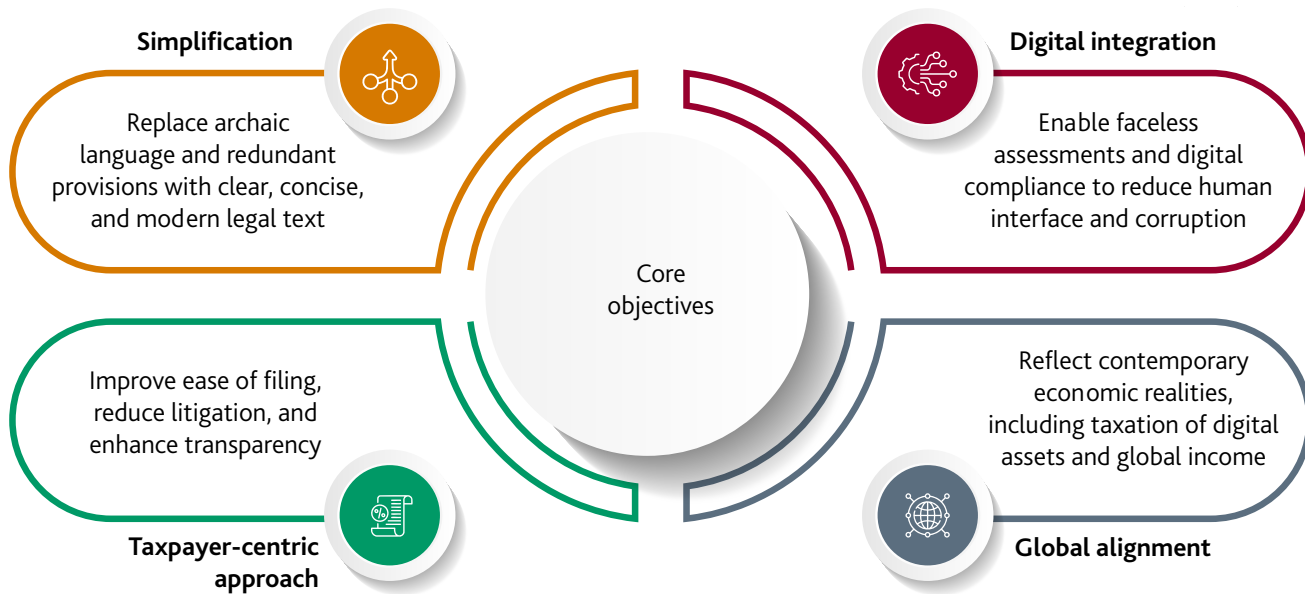 Simplification
Replace archaic
language and redundant
provisions with clear, concise,
and modern legal text
Digital integration
Enable faceless
assessments and digital
compliance to reduce human
interface and corruption
Core
objectives
Improve ease of filing,
reduce litigation, and
enhance transparency
%
Taxpayer-centric
approach
Reflect contemporary
economic realities,
including taxation of digital
assets and global income
Global alignment